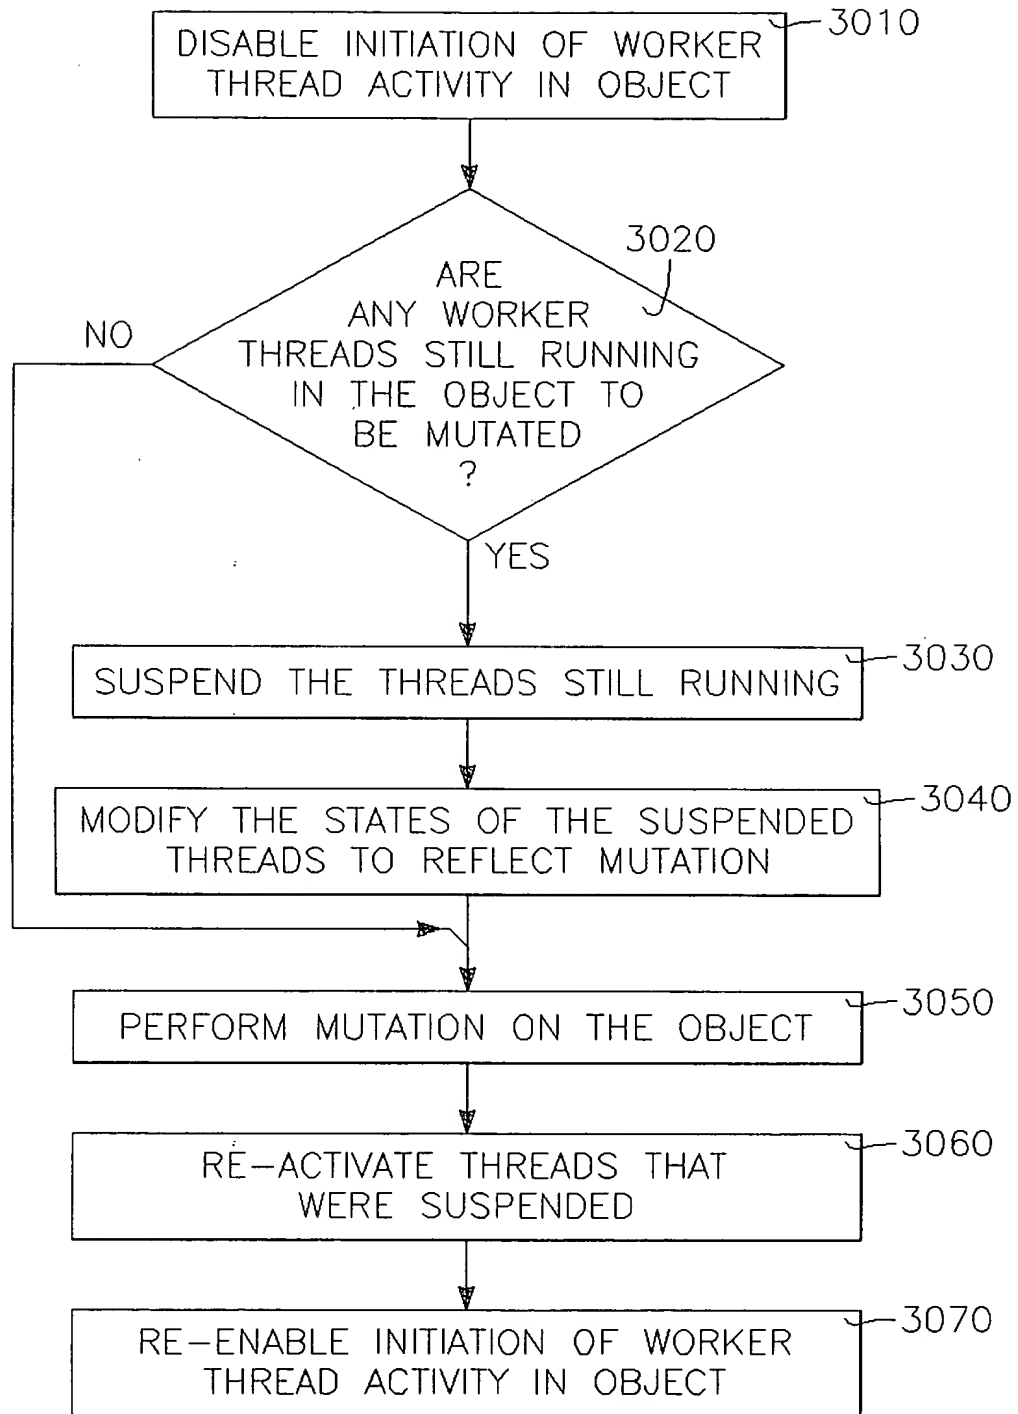 3010
DISABLE INITIATION OF WORKER
THREAD ACTIVITY IN OBJECT
3020
ARE
ANY WORKER
THREADS STILL RUNNING
IN THE OBJECT TO
BE MUTATED
?
NO
YES
3030
SUSPEND THE THREADS STILL RUNNING
3040
MODIFY THE STATES OF THE SUSPENDED
THREADS TO REFLECT MUTATION
3050
PERFORM MUTATION ON THE OBJECT
3060
RE-ACTIVATE THREADS THAT
WERE SUSPENDED
3070
RE-ENABLE INITIATION OF WORKER
THREAD ACTIVITY IN OBJECT